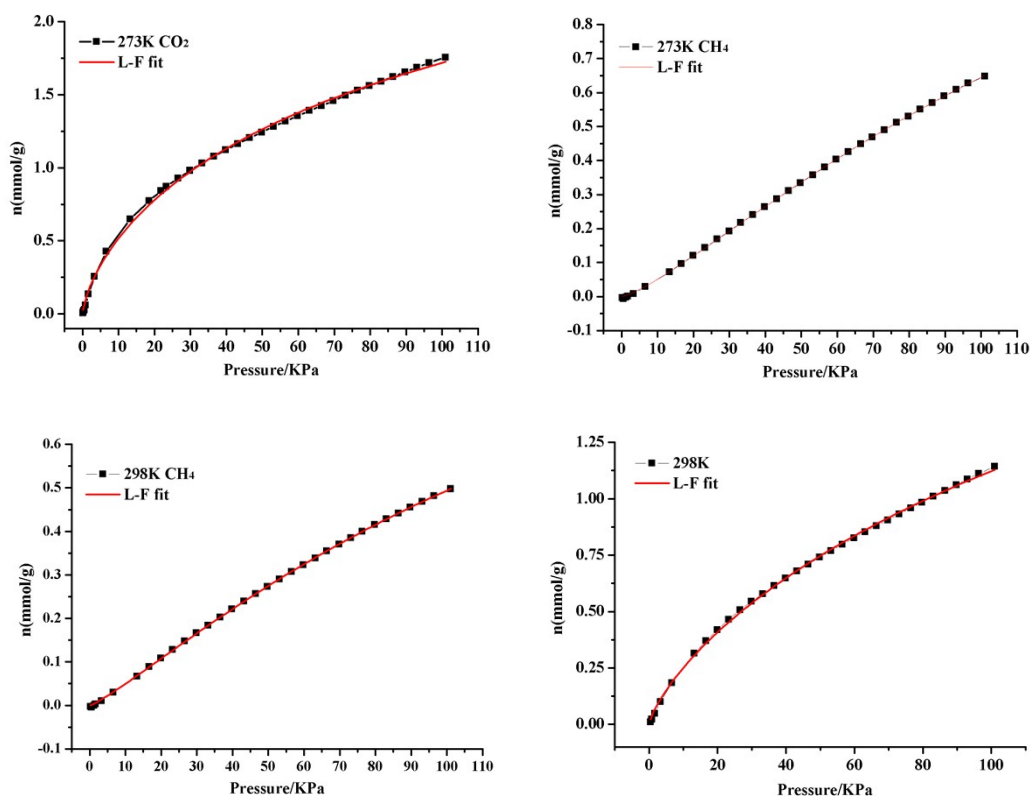 2.0
1.5
1.0
0.5
0.0
n(mmol/g)
273K CO₂
L-F fit
0 10 20 30 40 50 60 70 80 90 100 110
Pressure/KPa
0.8
0.7
0.6
0.5
0.4
0.3
0.2
0.1
0.0
-0.1
n(mmol/g)
273K CH₄
L-F fit
0 10 20 30 40 50 60 70 80 90 100 110
Pressure/KPa
0.6
0.5
0.4
0.3
0.2
0.1
0.0
-0.1
n(mmol/g)
298K CH₄
L-F fit
0 10 20 30 40 50 60 70 80 90 100 110
Pressure/KPa
1.25
1.00
0.75
0.50
0.25
0.00
n(mmol/g)
298K
L-F fit
0 20 40 60 80 100
Pressure/KPa